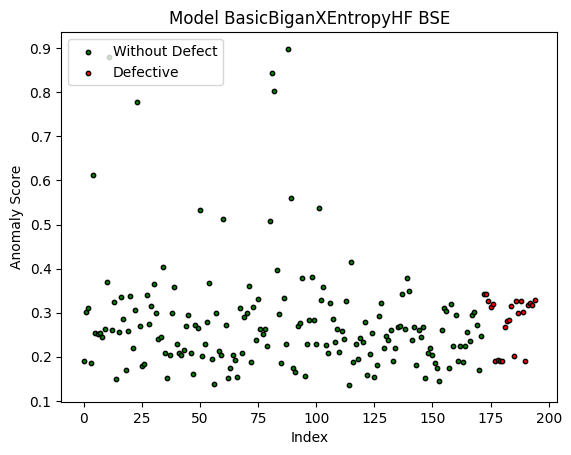 Model BasicBiganXEntropyHF BSE
Without Defect
Defective
Anomaly Score
0.9
0.8
0.7
0.6
0.5
0.4
0.3
0.2
0.1
0 25 50 75 100 125 150 175 200
Index